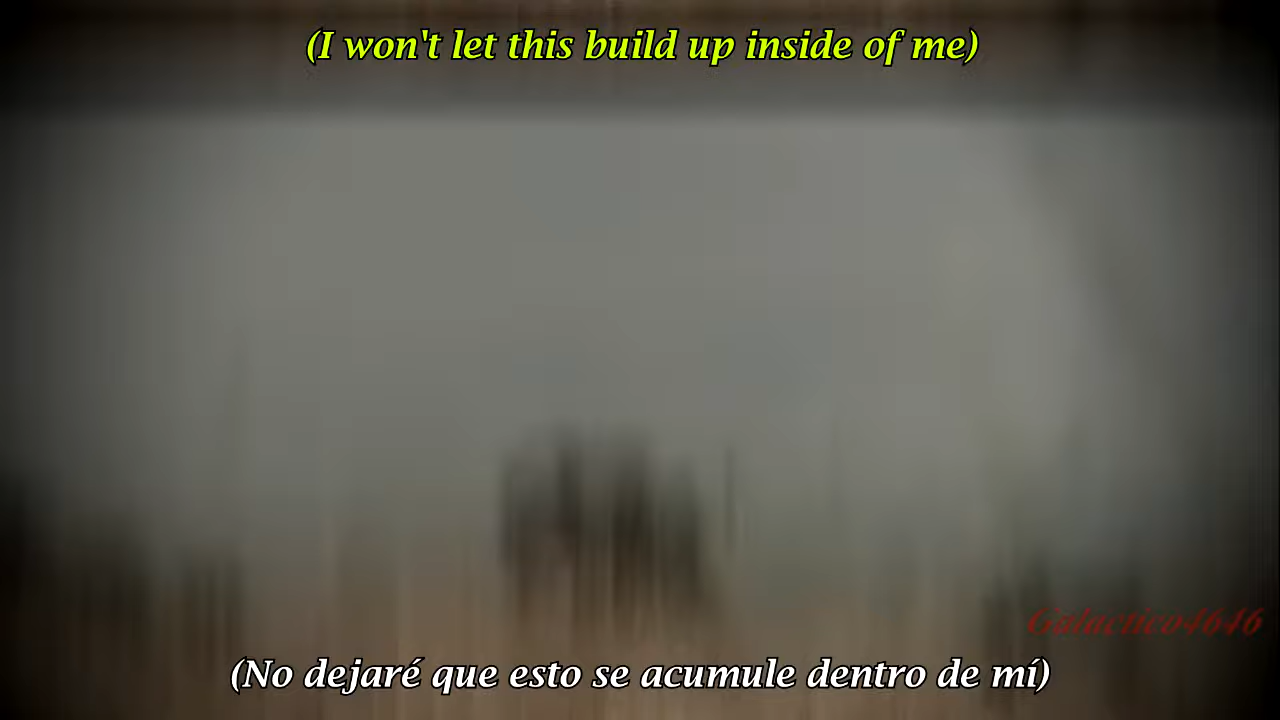 (I won't let this build up inside of me)
Galactico4646
(No dejaré que esto se acumule dentro de mí)